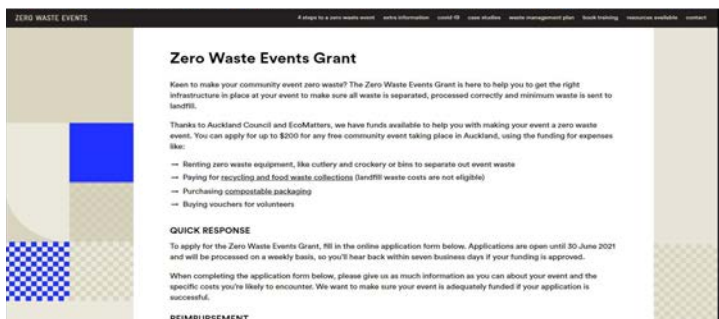 ZERO WASTE EVENTS
4 steps to a zero waste event extra information covid-19 case studies waste management plan book training resources available contact
Zero Waste Events Grant
Keen to make your community event zero waste? The Zero Waste Events Grant is here to help you to get the right
infrastructure in place at your event to make sure all waste is separated, processed correctly and minimum waste is sent to
landfill.
Thanks to Auckland Council and EcoMatters, we have funds available to help you with making your event a zero waste
event. You can apply for up to $200 for any free community event taking place in Auckland, using the funding for expenses
like:
→ Renting zero waste equipment, like cutlery and crockery or bins to separate out event waste
→ Paying for recycling and food waste collections (landfill waste costs are not eligible)
→ Purchasing compostable packaging
→ Buying vouchers for volunteers
QUICK RESPONSE
To apply for the Zero Waste Events Grant, fill in the online application form below. Applications are open until 30 June 2021
and will be processed on a weekly basis, so you'll hear back within seven business days if your funding is approved.
When completing the application form below, please give us as much information as you can about your event and the
specific costs you're likely to encounter. We want to make sure your event is adequately funded if your application is
successful.
REIMBURSEMENT